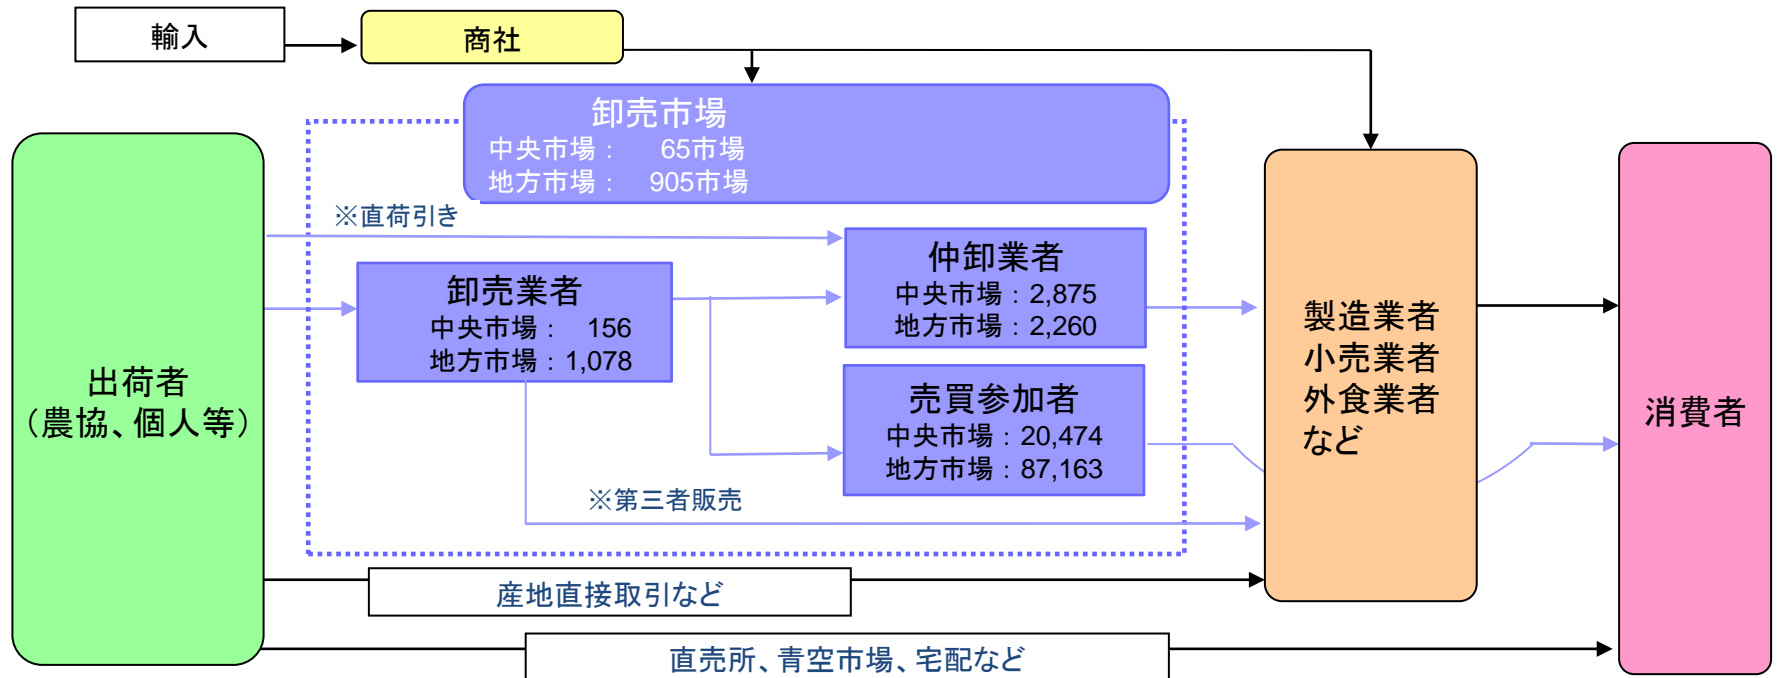 輸入
商社
卸売市場
中央市場： 65市場
地方市場： 905市場
※直荷引き
仲卸業者
中央市場：2,875
地方市場：2,260
卸売業者
中央市場： 156
地方市場：1,078
売買参加者
中央市場：20,474
地方市場：87,163
※第三者販売
出荷者
（農協、個人等）
製造業者
小売業者
外食業者
など
消費者
産地直接取引など
直売所、青空市場、宅配など